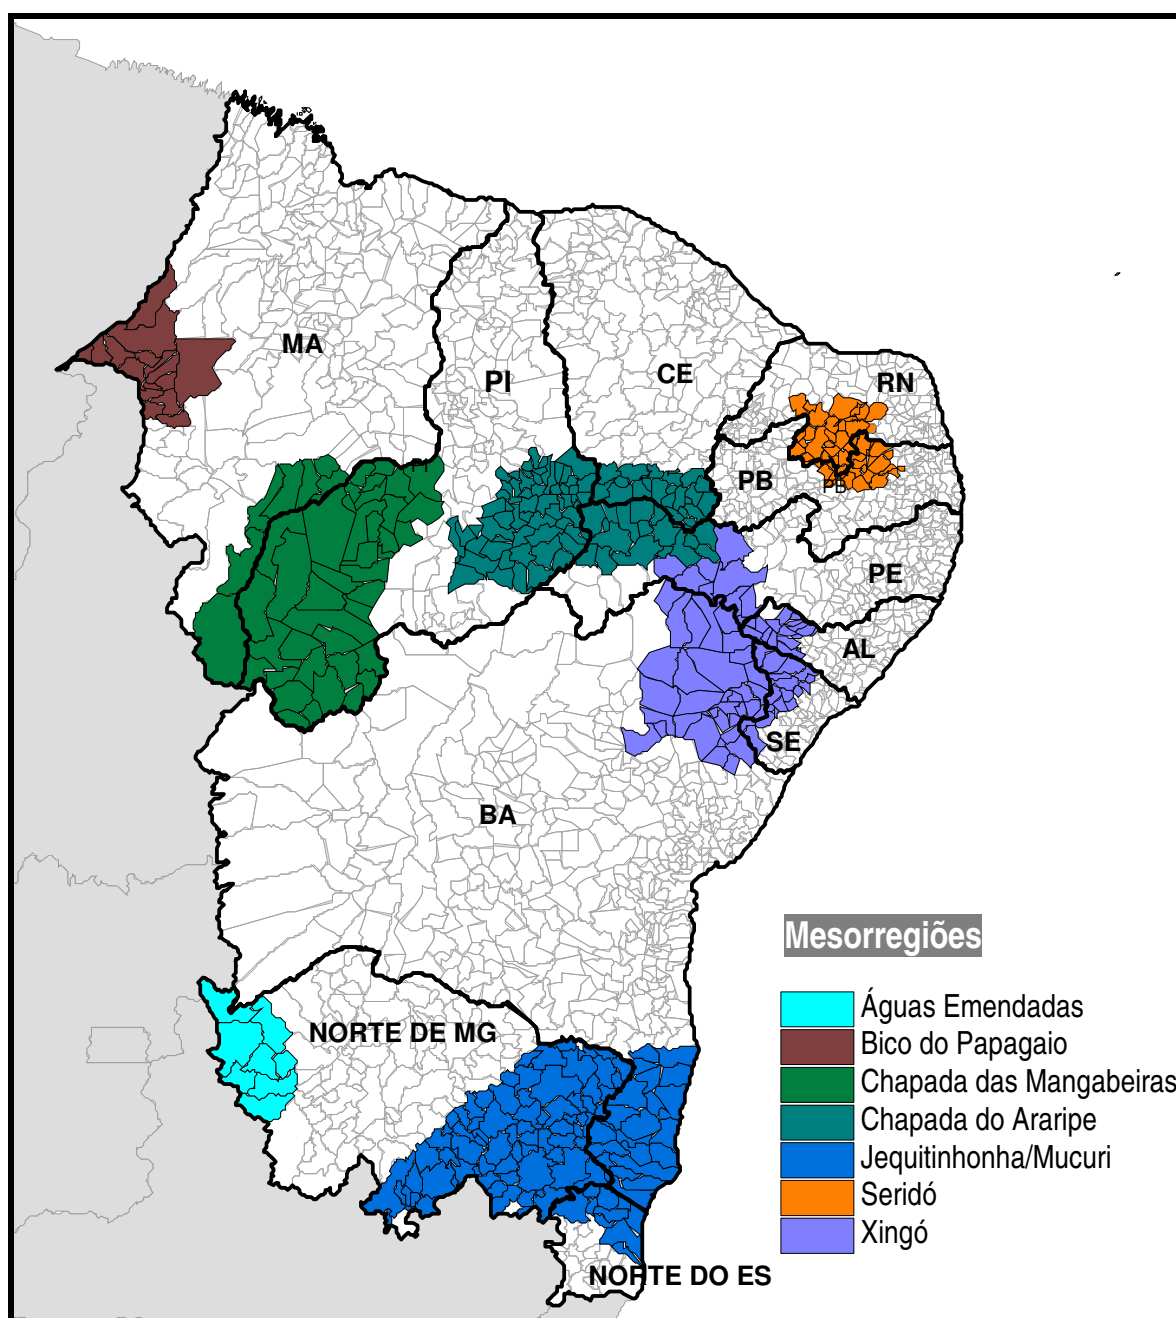 MA
PI
CE
RN
PB
PB
PE
AL
SE
BA
NORTE DE MG
NORTE DO ES
Mesorregiões
Águas Emendadas
Bico do Papagaio
Chapada das Mangabeiras
Chapada do Araripe
Jequitinhonha/Mucuri
Seridó
Xingó